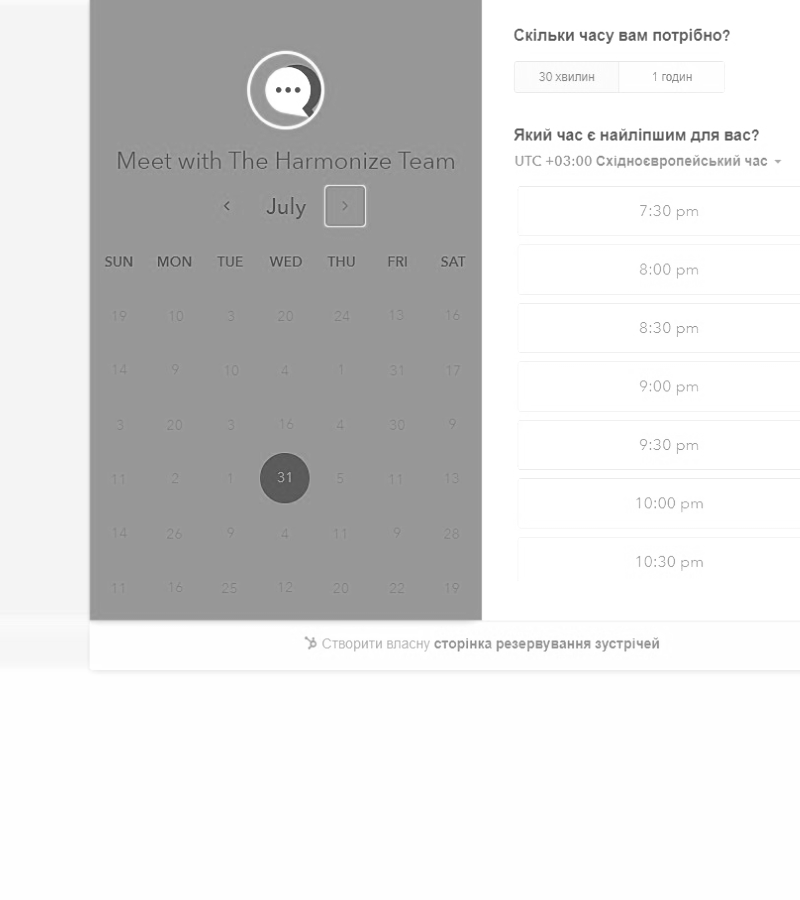 Meet with The Harmonize Team
July
SUN MON TUE WED THU FRI SAT
19 10 3 20 24 13 16
14 9 10 4 1 31 17
3 20 3 16 4 30 9
11 2 1 31 5 11 13
14 26 9 4 11 9 28
11 16 25 12 20 22 19
Скільки часу вам потрібно?
30 хвилин 1 годин
Який час є найліпшим для вас?
UTC +03:00 Східноєвропейський час
7:30 pm
8:00 pm
8:30 pm
9:00 pm
9:30 pm
10:00 pm
10:30 pm
Створити власну сторінка резервування зустрічей